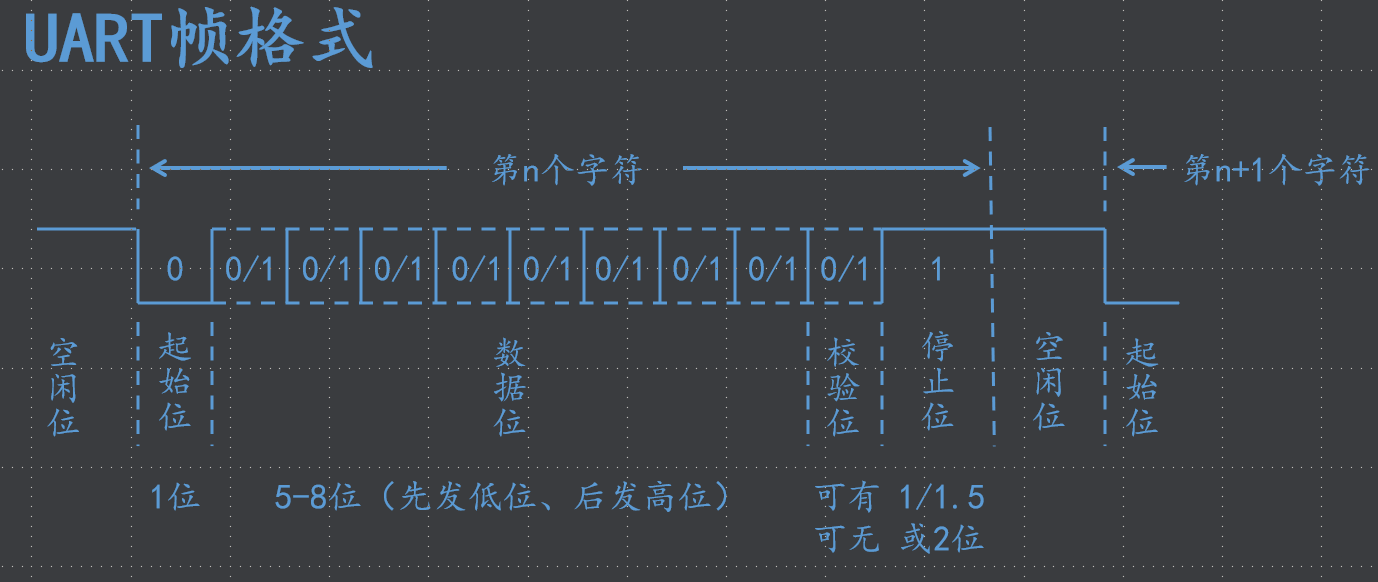 UART帧格式
第n个字符
第n+1个字符
0 0/1 0/1 0/1 0/1 0/1 0/1 0/1 0/1 0/1 1
空闲位
起始位
数据位
校验位
停止位
空闲位
起始位
1位
5-8位（先发低位、后发高位）
可有 1/1.5
可无 或2位